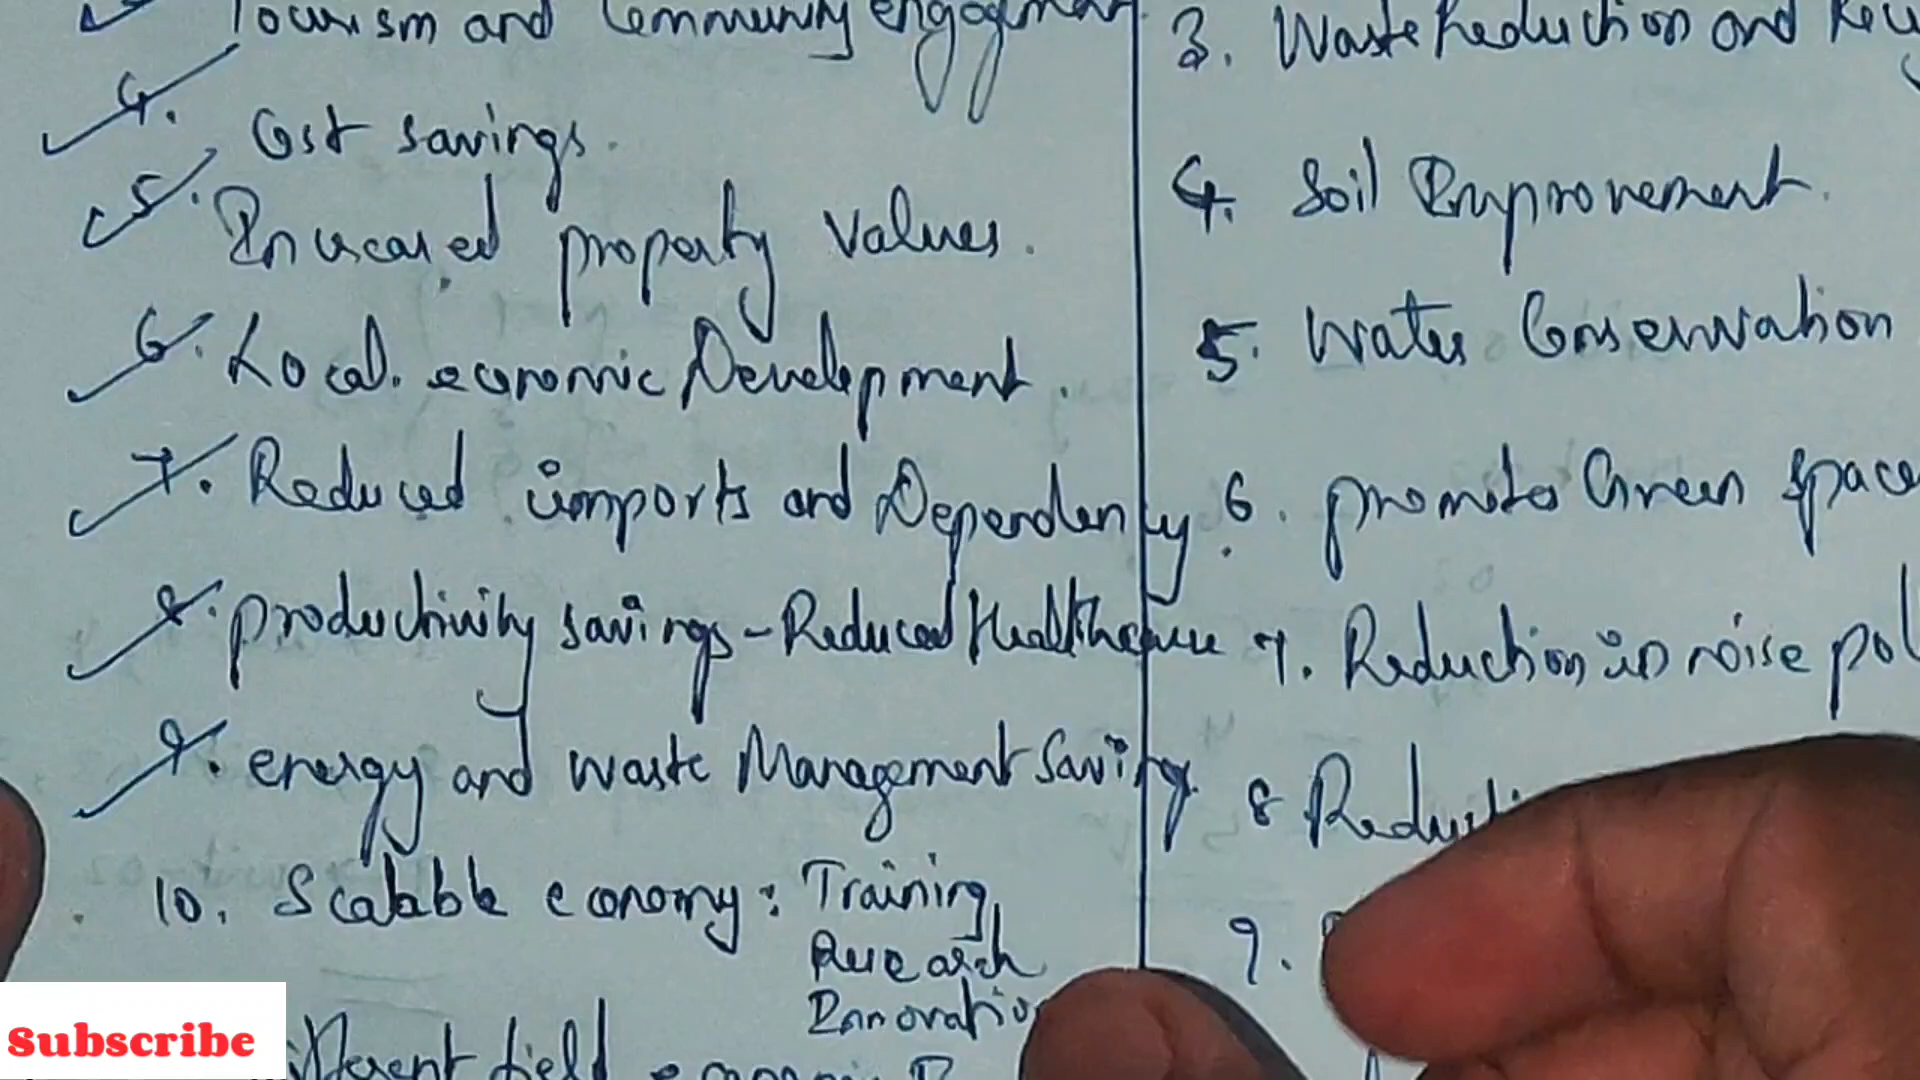 Tourism and Community engagement
4. Cost savings.
5. Increased property values.
6. Local economic Development.
7. Reduced imports and Dependency
8. productivity savings - Reduced Healthcare
9. energy and waste Management Savings
10. Scalable economy: Training
Research
Innovation
field
3. Waste Reduction and
4. Soil Improvement.
5. Water Conservation
6. promotes Green Space
7. Reduction in noise pol
8
9.
Subscribe